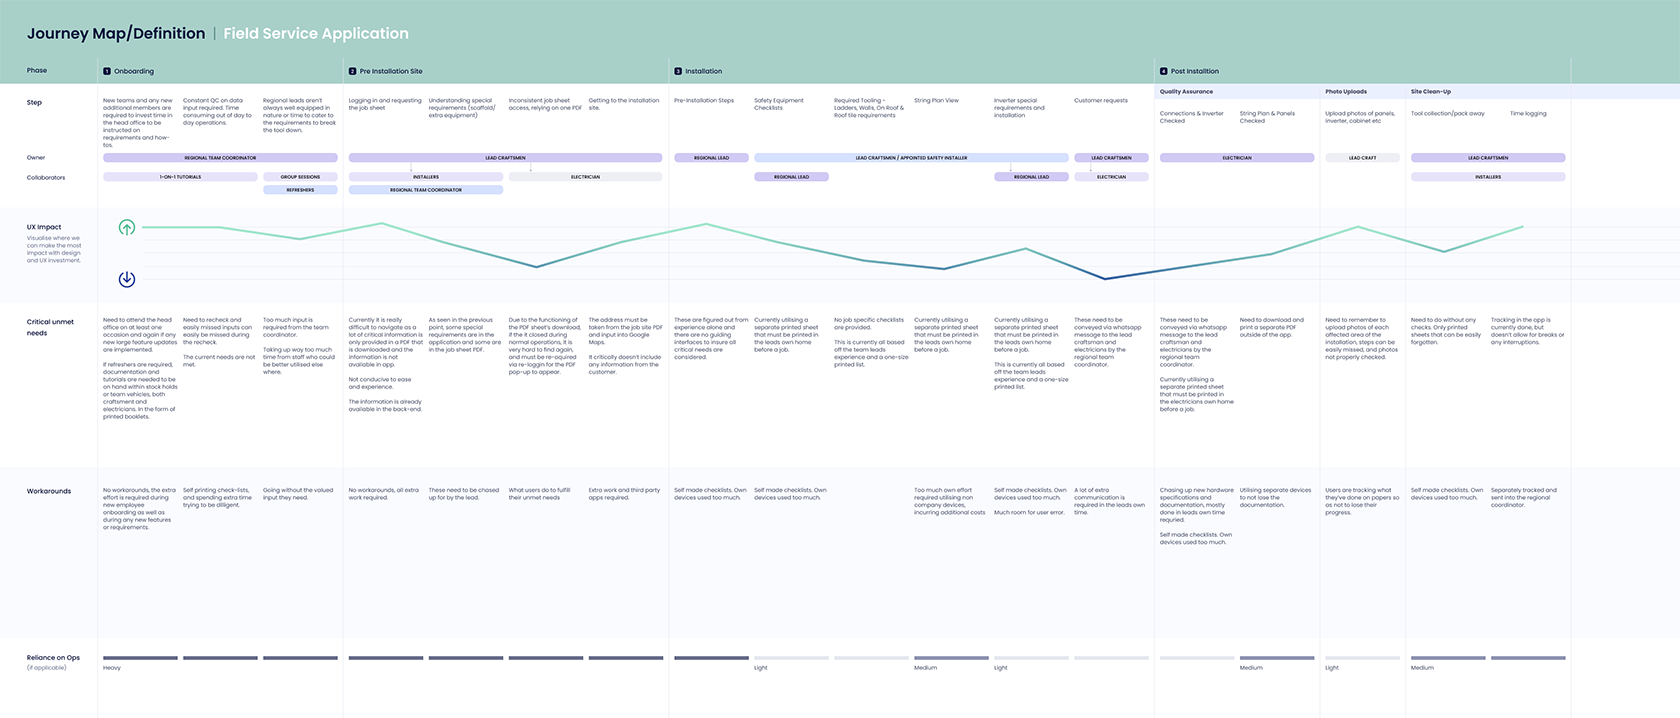 Journey Map/Definition | Field Service Application
Phase
1 Onboarding
2 Pre Installation Site
3 Installation
4 Post Installtion
Step
New teams and any new
additional members are
required to invest time in
the head office to be
instructed on
requirements and how-
tos.
Constant QC on data
input required. Time
consuming out of day to
day operations.
Regional leads aren't
always well equipped in
nature or time to cater to
the requirements to break
the tool down.
Logging in and requesting
the job sheet
Understanding special
requirements (scaffold/
extra equipment)
Inconsistent job sheet
access, relying on one PDF
Getting to the installation
site.
Pre-Installation Steps
Safety Equipment
Checklists
Required Tooling -
Ladders, Walls, On Roof &
Roof tile requirements
String Plan View
Inverter special
requirements and
installation
Customer requests
Quality Assurance
Connections & Inverter
Checked
String Plan & Panels
Checked
Photo Uploads
Upload photos of panels,
inverter, cabinet etc
Site Clean-Up
Tool collection/pack away
Time logging
Owner
REGIONAL TEAM COORDINATOR
LEAD CRAFTSMEN
REGIONAL LEAD
LEAD CRAFTSMEN / APPOINTED SAFETY INSTALLER
LEAD CRAFTSMEN
ELECTRICIAN
LEAD CRAFT
LEAD CRAFTSMEN
Collaborators
1-ON-1 TUTORIALS
GROUP SESSIONS
REFRESHERS
INSTALLERS
REGIONAL TEAM COORDINATOR
ELECTRICIAN
REGIONAL LEAD
REGIONAL LEAD
ELECTRICIAN
INSTALLERS
UX Impact
Visualise where we
can make the most
impact with design
and UX investment.
Critical unmet
needs
Need to attend the head
office on at least one
occasion and again if any
new large feature updates
are implemented.
If refreshers are required,
documentation and
tutorials are needed to be
on hand within stock holds
or team vehicles, both
craftsment and
electricians. In the form of
printed booklets.
Need to recheck and
easily missed inputs can
easily be missed during
the recheck.
The current needs are not
met.
Too much input is
required from the team
coordinator.
Taking up way too much
time from staff who could
be better utilised else
where.
Currently it is really
difficult to navigate as a
lot of critical information is
only provided in a PDF that
is downloaded and the
information is not
available in app.
Not conducive to ease
and experience.
The information is already
available in the back-end.
As seen in the previous
point, some special
requirements are in the
application and some are
in the job sheet PDF.
Due to the functioning of
the PDF sheet's download,
if the it closed during
normal operations, it is
very hard to find again,
and must be re-aquired
via re-loggin for the PDF
pop-up to appear.
The address must be
taken from the job site PDF
and input into Google
Maps.
It critically doesn't include
any information from the
customer.
These are figured out from
experience alone and
there are no guiding
interfaces to insure all
critical needs are
considered.
Currently utilising a
separate printed sheet
that must be printed in
the leads own home
before a job.
No job specific checklists
are provided.
This is currently all based
off the team leads
experience and a one-size
printed list.
Currently utilising a
separate printed sheet
that must be printed in
the leads own home
before a job.
Currently utilising a
separate printed sheet
that must be printed in
the leads own home
before a job.
This is currently all based
off the team leads
experience and a one-size
printed list.
These need to be
conveyed via whatsapp
message to the lead
craftsman and
electricians by the
regional team
coordinator.
These need to be
conveyed via whatsapp
message to the lead
craftsman and
electricians by the
regional team
coordinator.
Currently utilising a
separate printed sheet
that must be printed in
the electricians own home
before a job.
Need to download and
print a separate PDF
outside of the app.
Need to remember to
upload photos of each
affected area of the
installation, steps can be
easily missed, and photos
not properly checked.
Need to do without any
checks. Only printed
sheets that can be easily
forgotten.
Tracking in the app is
currently done, but
doesn't allow for breaks or
any interruptions.
Workarounds
No workarounds, the extra
effort is required during
new employee
onboarding as well as
during any new features
or requirements.
Self printing check-lists,
and spending extra time
trying to be dilligent.
Going without the valued
input they need.
No workarounds, all extra
work required.
These need to be chased
up for by the lead.
What users do to fulfill
their unmet needs
Extra work and third party
apps required.
Self made checklists. Own
devices used too much.
Self made checklists. Own
devices used too much.
Too much own effort
required utilising non
company devices,
incurring additional costs
Self made checklists. Own
devices used too much.
Much room for user error.
A lot of extra
communication is
required in the leads own
time.
Chasing up new hardware
specifications and
documentation, mostly
done in leads own time
requried.
Self made checklists. Own
devices used too much.
Utilising separate devices
to not lose the
documentation.
Users are tracking what
they've done on papers so
as not to lose their
progress.
Self made checklists. Own
devices used too much.
Separately tracked and
sent into the regional
coordinator.
Reliance on Ops
(if applicable)
Heavy
Light
Medium
Light
Medium
Light
Medium